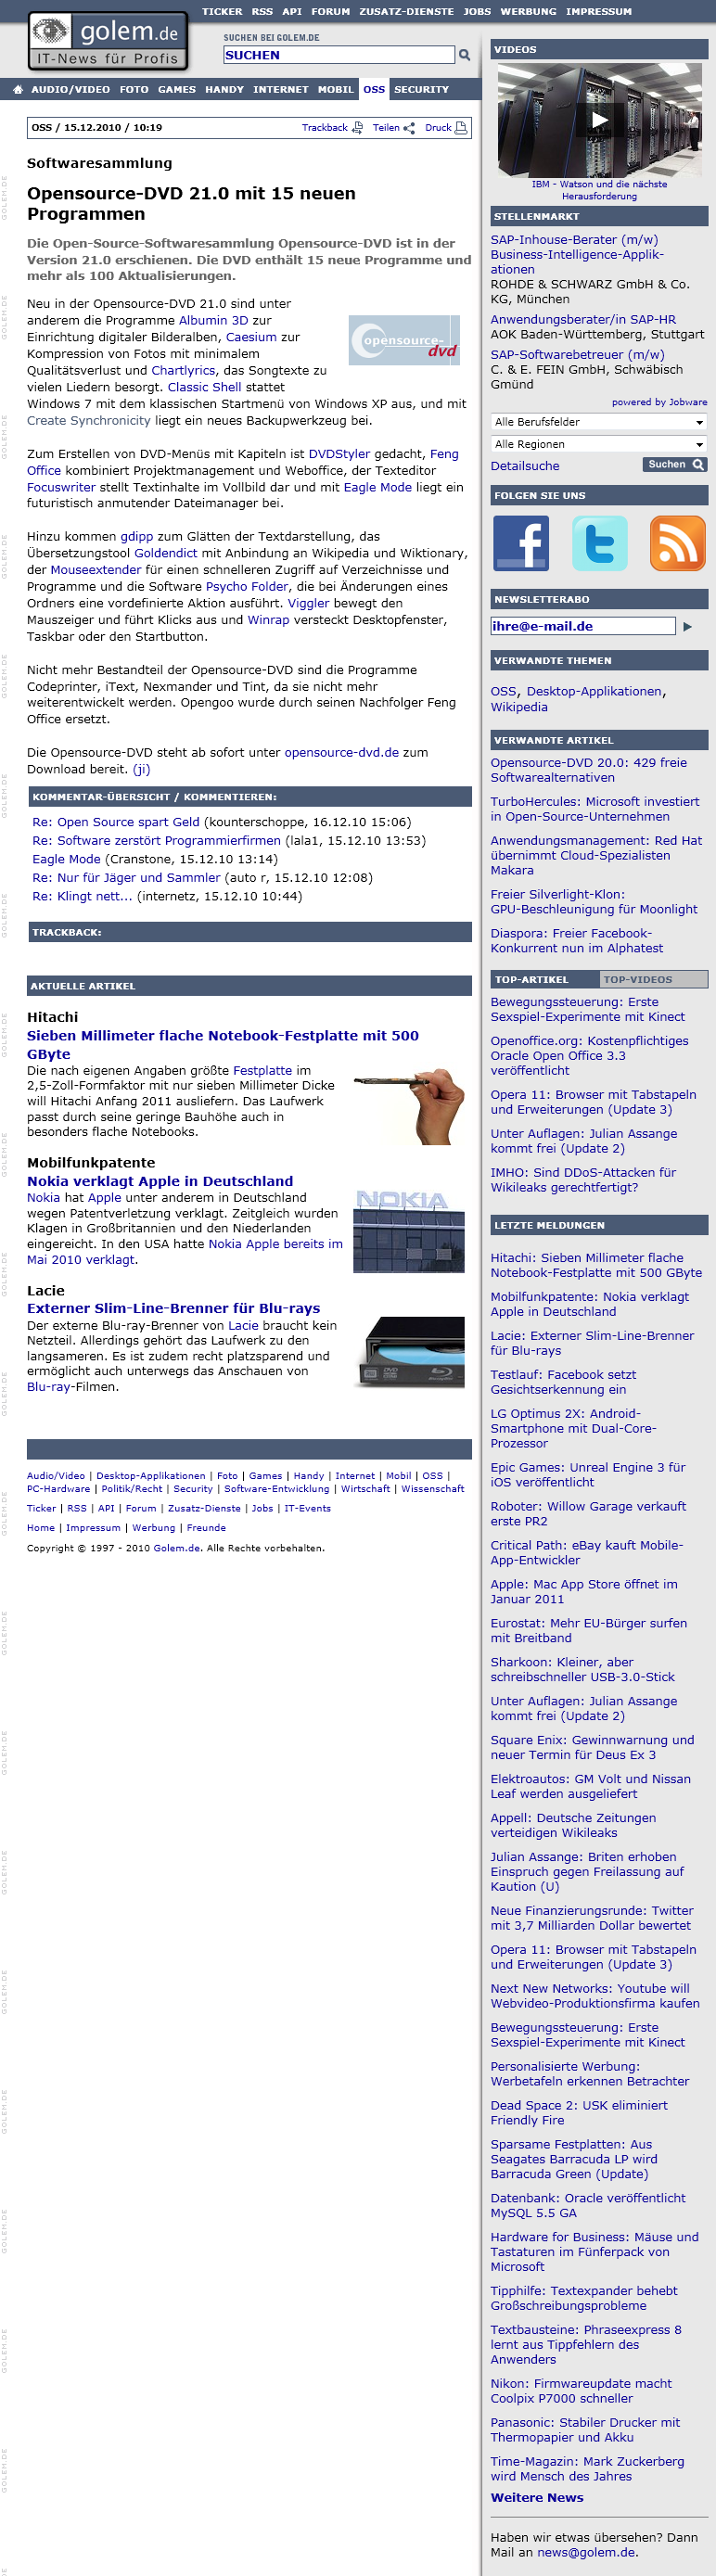 TICKER RSS API FORUM ZUSATZ-DIENSTE JOBS WERBUNG IMPRESSUM
golem.de
IT-News für Profis
SUCHEN BEI GOLEM.DE
SUCHEN
AUDIO/VIDEO FOTO GAMES HANDY INTERNET MOBIL OSS SECURITY
OSS / 15.12.2010 / 10:19
Trackback Teilen Druck
Softwaresammlung
Opensource-DVD 21.0 mit 15 neuen
Programmen
Die Open-Source-Softwaresammlung Opensource-DVD ist in der
Version 21.0 erschienen. Die DVD enthält 15 neue Programme und
mehr als 100 Aktualisierungen.
Neu in der Opensource-DVD 21.0 sind unter
anderem die Programme Albumin 3D zur
Einrichtung digitaler Bilderalben, Caesium zur
Kompression von Fotos mit minimalem
Qualitätsverlust und Chartlyrics, das Songtexte zu
vielen Liedern besorgt. Classic Shell stattet
Windows 7 mit dem klassischen Startmenü von Windows XP aus, und mit
Create Synchronicity liegt ein neues Backupwerkzeug bei.
opensource-
dvd
Zum Erstellen von DVD-Menüs mit Kapiteln ist DVDStyler gedacht, Feng
Office kombiniert Projektmanagement und Weboffice, der Texteditor
Focuswriter stellt Textinhalte im Vollbild dar und mit Eagle Mode liegt ein
futuristisch anmutender Dateimanager bei.
Hinzu kommen gdipp zum Glätten der Textdarstellung, das
Übersetzungstool Goldendict mit Anbindung an Wikipedia und Wiktionary,
der Mouseextender für einen schnelleren Zugriff auf Verzeichnisse und
Programme und die Software Psycho Folder, die bei Änderungen eines
Ordners eine vordefinierte Aktion ausführt. Viggler bewegt den
Mauszeiger und führt Klicks aus und Winrap versteckt Desktopfenster,
Taskbar oder den Startbutton.
Nicht mehr Bestandteil der Opensource-DVD sind die Programme
Codeprinter, iText, Nexmander und Tint, da sie nicht mehr
weiterentwickelt werden. Opengoo wurde durch seinen Nachfolger Feng
Office ersetzt.
Die Opensource-DVD steht ab sofort unter opensource-dvd.de zum
Download bereit. (ji)
KOMMENTAR-ÜBERSICHT / KOMMENTIEREN:
Re: Open Source spart Geld (kounterschoppe, 16.12.10 15:06)
Re: Software zerstört Programmierfirmen (lala1, 15.12.10 13:53)
Eagle Mode (Cranstone, 15.12.10 13:14)
Re: Nur für Jäger und Sammler (auto r, 15.12.10 12:08)
Re: Klingt nett... (internetz, 15.12.10 10:44)
TRACKBACK:
AKTUELLE ARTIKEL
Hitachi
Sieben Millimeter flache Notebook-Festplatte mit 500
GByte
Die nach eigenen Angaben größte Festplatte im
2,5-Zoll-Formfaktor mit nur sieben Millimeter Dicke
will Hitachi Anfang 2011 ausliefern. Das Laufwerk
passt durch seine geringe Bauhöhe auch in
besonders flache Notebooks.
Mobilfunkpatente
Nokia verklagt Apple in Deutschland
Nokia hat Apple unter anderem in Deutschland
wegen Patentverletzung verklagt. Zeitgleich wurden
Klagen in Großbritannien und den Niederlanden
eingereicht. In den USA hatte Nokia Apple bereits im
Mai 2010 verklagt.
NOKIA
Lacie
Externer Slim-Line-Brenner für Blu-rays
Der externe Blu-ray-Brenner von Lacie braucht kein
Netzteil. Allerdings gehört das Laufwerk zu den
langsameren. Es ist zudem recht platzsparend und
ermöglicht auch unterwegs das Anschauen von
Blu-ray-Filmen.
Audio/Video | Desktop-Applikationen | Foto | Games | Handy | Internet | Mobil | OSS |
PC-Hardware | Politik/Recht | Security | Software-Entwicklung | Wirtschaft | Wissenschaft
Ticker | RSS | API | Forum | Zusatz-Dienste | Jobs | IT-Events
Home | Impressum | Werbung | Freunde
Copyright © 1997 - 2010 Golem.de. Alle Rechte vorbehalten.
VIDEOS
IBM - Watson und die nächste
Herausforderung
STELLENMARKT
SAP-Inhouse-Berater (m/w)
Business-Intelligence-Applik-
ationen
ROHDE & SCHWARZ GmbH & Co.
KG, München
Anwendungsberater/in SAP-HR
AOK Baden-Württemberg, Stuttgart
SAP-Softwarebetreuer (m/w)
C. & E. FEIN GmbH, Schwäbisch
Gmünd
powered by Jobware
Alle Berufsfelder
Alle Regionen
Detailsuche Suchen
FOLGEN SIE UNS
NEWSLETTERABO
ihre@e-mail.de
VERWANDTE THEMEN
OSS, Desktop-Applikationen,
Wikipedia
VERWANDTE ARTIKEL
Opensource-DVD 20.0: 429 freie
Softwarealternativen
TurboHercules: Microsoft investiert
in Open-Source-Unternehmen
Anwendungsmanagement: Red Hat
übernimmt Cloud-Spezialisten
Makara
Freier Silverlight-Klon:
GPU-Beschleunigung für Moonlight
Diaspora: Freier Facebook-
Konkurrent nun im Alphatest
TOP-ARTIKEL TOP-VIDEOS
Bewegungssteuerung: Erste
Sexspiel-Experimente mit Kinect
Openoffice.org: Kostenpflichtiges
Oracle Open Office 3.3
veröffentlicht
Opera 11: Browser mit Tabstapeln
und Erweiterungen (Update 3)
Unter Auflagen: Julian Assange
kommt frei (Update 2)
IMHO: Sind DDoS-Attacken für
Wikileaks gerechtfertigt?
LETZTE MELDUNGEN
Hitachi: Sieben Millimeter flache
Notebook-Festplatte mit 500 GByte
Mobilfunkpatente: Nokia verklagt
Apple in Deutschland
Lacie: Externer Slim-Line-Brenner
für Blu-rays
Testlauf: Facebook setzt
Gesichtserkennung ein
LG Optimus 2X: Android-
Smartphone mit Dual-Core-
Prozessor
Epic Games: Unreal Engine 3 für
iOS veröffentlicht
Roboter: Willow Garage verkauft
erste PR2
Critical Path: eBay kauft Mobile-
App-Entwickler
Apple: Mac App Store öffnet im
Januar 2011
Eurostat: Mehr EU-Bürger surfen
mit Breitband
Sharkoon: Kleiner, aber
schreibschneller USB-3.0-Stick
Unter Auflagen: Julian Assange
kommt frei (Update 2)
Square Enix: Gewinnwarnung und
neuer Termin für Deus Ex 3
Elektroautos: GM Volt und Nissan
Leaf werden ausgeliefert
Appell: Deutsche Zeitungen
verteidigen Wikileaks
Julian Assange: Briten erhoben
Einspruch gegen Freilassung auf
Kaution (U)
Neue Finanzierungsrunde: Twitter
mit 3,7 Milliarden Dollar bewertet
Opera 11: Browser mit Tabstapeln
und Erweiterungen (Update 3)
Next New Networks: Youtube will
Webvideo-Produktionsfirma kaufen
Bewegungssteuerung: Erste
Sexspiel-Experimente mit Kinect
Personalisierte Werbung:
Werbetafeln erkennen Betrachter
Dead Space 2: USK eliminiert
Friendly Fire
Sparsame Festplatten: Aus
Seagates Barracuda LP wird
Barracuda Green (Update)
Datenbank: Oracle veröffentlicht
MySQL 5.5 GA
Hardware for Business: Mäuse und
Tastaturen im Fünferpack von
Microsoft
Tipphilfe: Textexpander behebt
Großschreibungsprobleme
Textbausteine: Phraseexpress 8
lernt aus Tippfehlern des
Anwenders
Nikon: Firmwareupdate macht
Coolpix P7000 schneller
Panasonic: Stabiler Drucker mit
Thermopapier und Akku
Time-Magazin: Mark Zuckerberg
wird Mensch des Jahres
Weitere News
Haben wir etwas übersehen? Dann
Mail an news@golem.de.